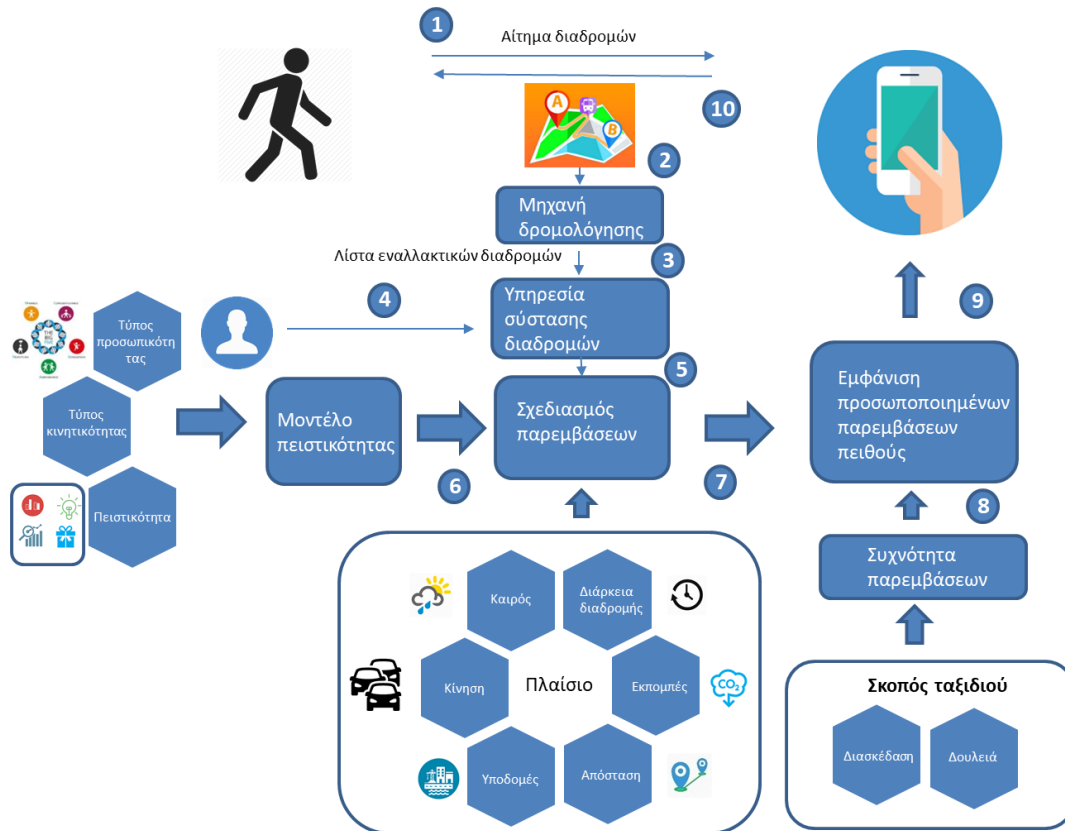 1
Αίτημα διαδρομών
10
A
B
2
Μηχανή
δρομολόγησης
Λίστα εναλλακτικών διαδρομών
3
4
Υπηρεσία
σύστασης
διαδρομών
5
Τύπος
προσωπικότη
τας
Τύπος
κινητικότητας
Πειστικότητα
Μοντέλο
πειστικότητας
6
Σχεδιασμός
παρεμβάσεων
7
Εμφάνιση
προσωποποιημένων
παρεμβάσεων
πειθούς
9
8
Συχνότητα
παρεμβάσεων
Καιρός
Διάρκεια
διαδρομής
Κίνηση
Πλαίσιο
Εκπομπές
CO2
Υποδομές
Απόσταση
Σκοπός ταξιδιού
Διασκέδαση
Δουλειά